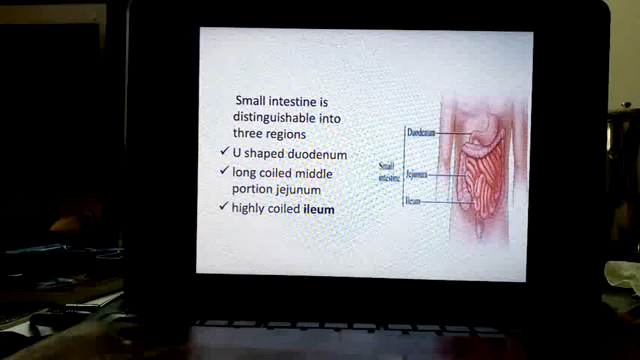 Small intestine is
distinguishable into
three regions
✓ U shaped duodenum
✓ long coiled middle
portion jejunum
✓ highly coiled ileum
Duodenum
Small
intestine
Jejunum
Ileum